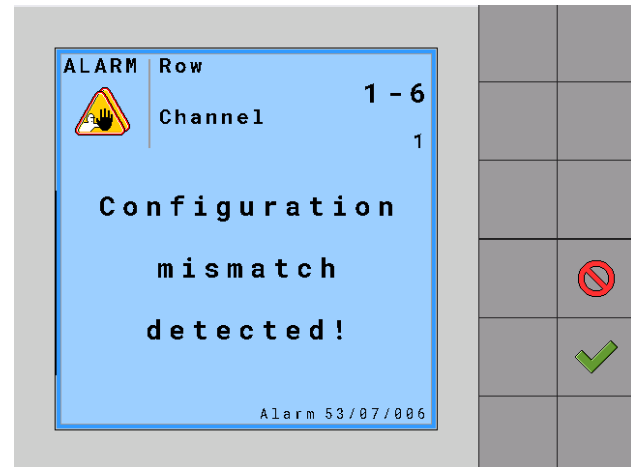 ALARM Row
1 - 6
Channel
1
Configuration
mismatch
detected!
Alarm 53/07/006